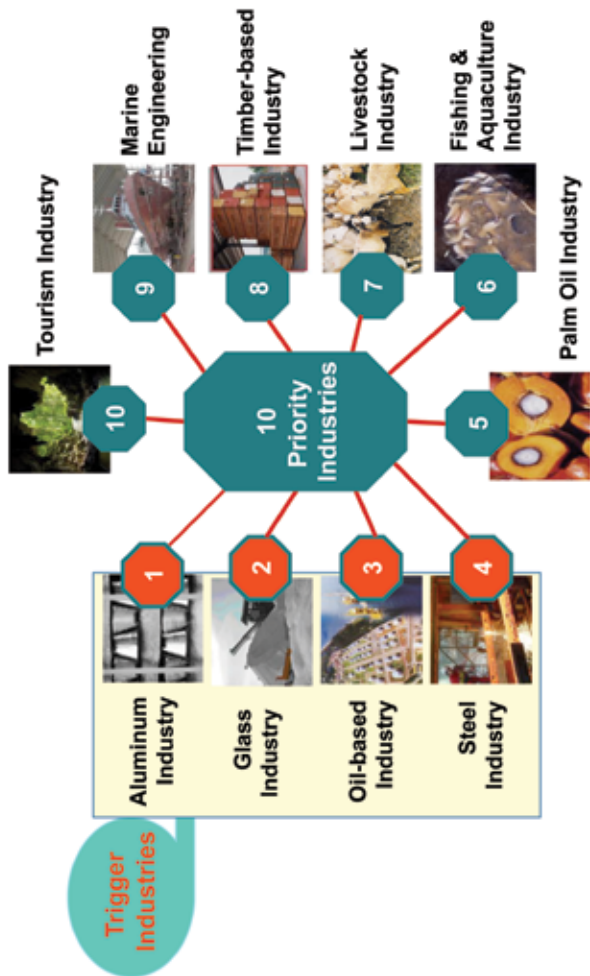 Trigger
Industries
Tourism Industry
10
Aluminum
Industry
1
Glass
Industry
2
Oil-based
Industry
3
Steel
Industry
4
10
Priority
Industries
9
Marine
Engineering
8
Timber-based
Industry
7
Livestock
Industry
6
Fishing &
Aquaculture
Industry
5
Palm Oil Industry